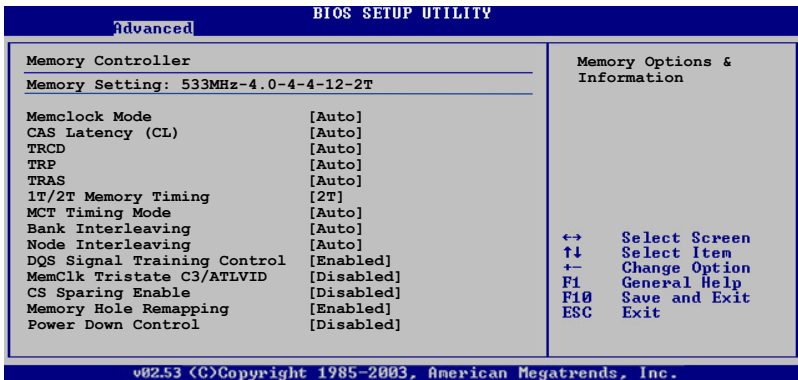 BIOS SETUP UTILITY
Advanced
Memory Controller
Memory Setting: 533MHz-4.0-4-4-12-2T
Memclock Mode [Auto]
CAS Latency (CL) [Auto]
TRCD [Auto]
TRP [Auto]
TRAS [Auto]
1T/2T Memory Timing [2T]
MCT Timing Mode [Auto]
Bank Interleaving [Auto]
Node Interleaving [Auto]
DQS Signal Training Control [Enabled]
MemClk Tristate C3/ATLVID [Disabled]
CS Sparing Enable [Disabled]
Memory Hole Remapping [Enabled]
Power Down Control [Disabled]
Memory Options &
Information
↔ Select Screen
↑↓ Select Item
+- Change Option
F1 General Help
F10 Save and Exit
ESC Exit
v02.53 (C)Copyright 1985-2003, American Megatrends, Inc.